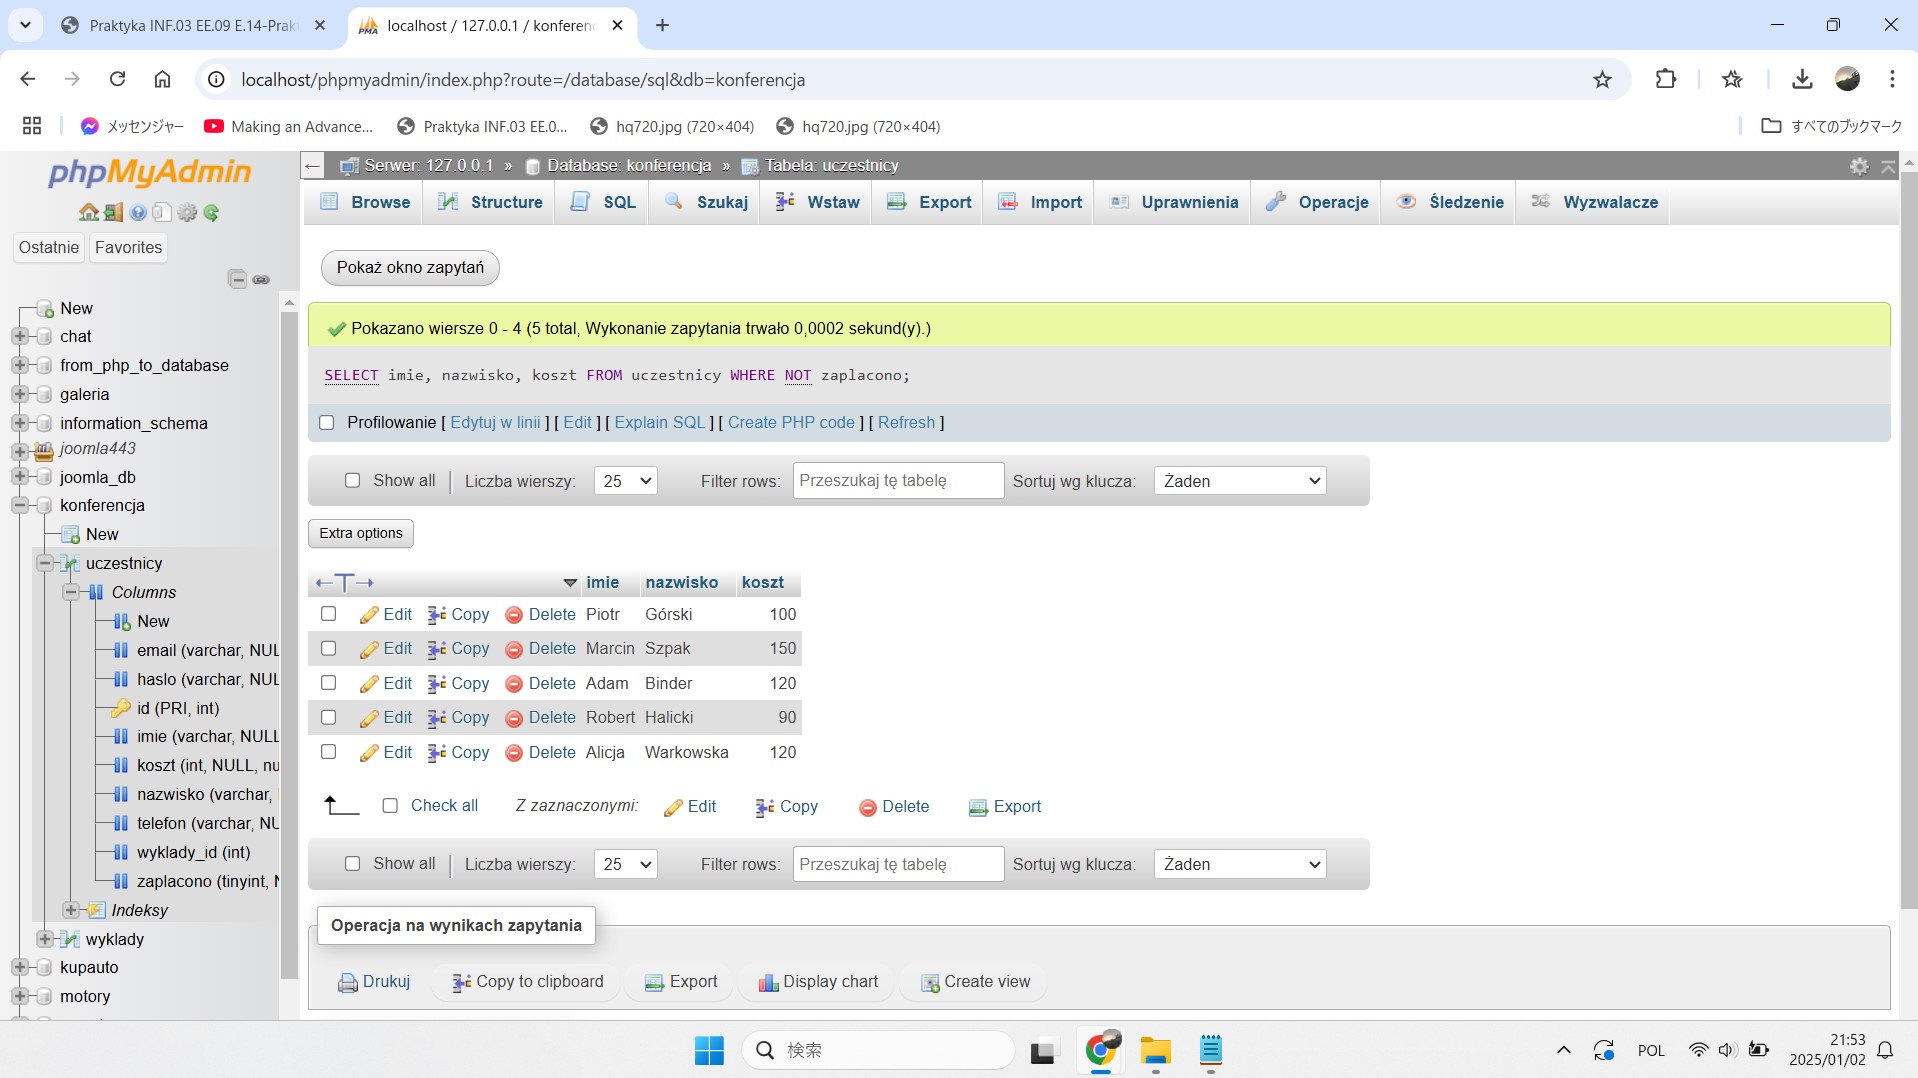 Praktyka INF.03 EE.09 E.14-Prak
localhost / 127.0.0.1 / konferenc
localhost/phpmyadmin/index.php?route=/database/sql&db=konferencja
メッセンジャー
Making an Advance...
Praktyka INF.03 EE.0...
hq720.jpg (720×404)
hq720.jpg (720×404)
すべてのブックマーク
phpMyAdmin
Ostatnie
Favorites
New
chat
from_php_to_database
galeria
information_schema
joomla443
joomla_db
konferencja
New
uczestnicy
Columns
New
email (varchar, NUL
haslo (varchar, NUL
id (PRI, int)
imie (varchar, NULL
koszt (int, NULL, nu
nazwisko (varchar,
telefon (varchar, NU
wyklady_id (int)
zaplacono (tinyint, N
Indeksy
wyklady
kupauto
motory
Serwer: 127.0.0.1 » Database: konferencja » Tabela: uczestnicy
Browse Structure SQL Szukaj Wstaw Export Import Uprawnienia Operacje Śledzenie Wyzwalacze
Pokaż okno zapytań
Pokazano wiersze 0 - 4 (5 total, Wykonanie zapytania trwało 0,0002 sekund(y).)
SELECT imie, nazwisko, koszt FROM uczestnicy WHERE NOT zaplacono;
Profilowanie [ Edytuj w linii ] [ Edit ] [ Explain SQL ] [ Create PHP code ] [ Refresh ]
Show all Liczba wierszy: 25 Filter rows: Przeszukaj tę tabelę Sortuj wg klucza: Żaden
Extra options
imie nazwisko koszt
Edit Copy Delete Piotr Górski 100
Edit Copy Delete Marcin Szpak 150
Edit Copy Delete Adam Binder 120
Edit Copy Delete Robert Halicki 90
Edit Copy Delete Alicja Warkowska 120
Check all Z zaznaczonymi: Edit Copy Delete Export
Show all Liczba wierszy: 25 Filter rows: Przeszukaj tę tabelę Sortuj wg klucza: Żaden
Operacja na wynikach zapytania
Drukuj Copy to clipboard Export Display chart Create view
検索
POL
21:53
2025/01/02